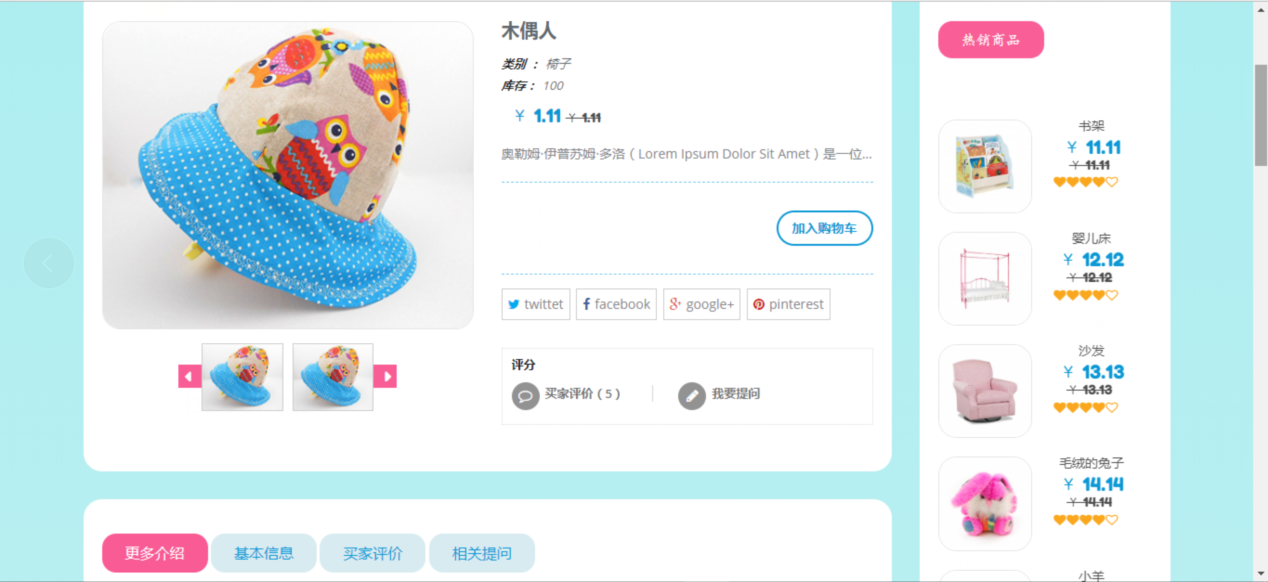 木偶人
类别 ： 椅子
库存： 100
￥ 1.11 ￥ 1.11
奥勒姆·伊普苏姆·多洛（Lorem Ipsum Dolor Sit Amet）是一位...
加入购物车
twittet
facebook
google+
pinterest
评分
买家评价（5）
我要提问
更多介绍
基本信息
买家评价
相关提问
热销商品
书架
￥ 11.11
￥ 11.11
婴儿床
￥ 12.12
￥ 12.12
沙发
￥ 13.13
￥ 13.13
毛绒的兔子
￥ 14.14
￥ 14.14
小羊